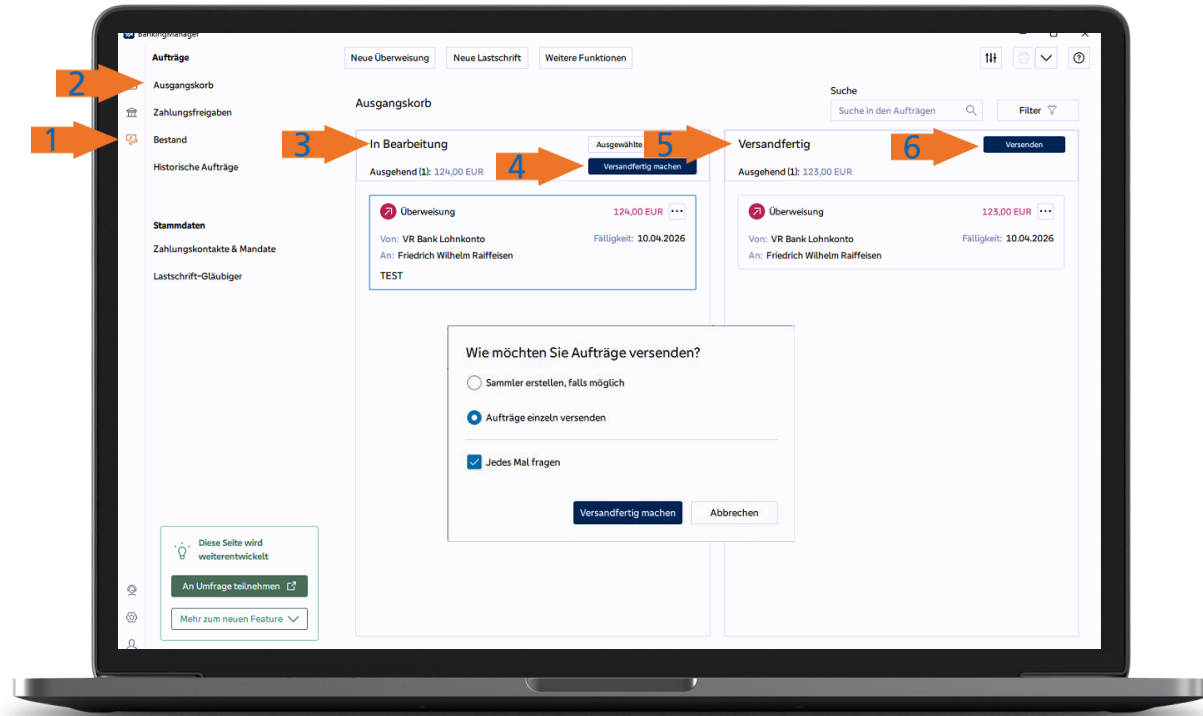 BankingManager
Aufträge
Neue Überweisung
Neue Lastschrift
Weitere Funktionen
2
Ausgangskorb
Ausgangskorb
Suche
Suche in den Aufträgen
Filter
Zahlungsfreigaben
1
Bestand
Historische Aufträge
3
In Bearbeitung
Ausgewählte
4
Versandfertig machen
Ausgehend (1): 124,00 EUR
5
Versandfertig
6
Versenden
Ausgehend (1): 123,00 EUR
Überweisung
124,00 EUR
Von: VR Bank Lohnkonto
Fälligkeit: 10.04.2026
An: Friedrich Wilhelm Raiffeisen
TEST
Überweisung
123,00 EUR
Von: VR Bank Lohnkonto
Fälligkeit: 10.04.2026
An: Friedrich Wilhelm Raiffeisen
Stammdaten
Zahlungskontakte & Mandate
Lastschrift-Gläubiger
Wie möchten Sie Aufträge versenden?
Sammler erstellen, falls möglich
Aufträge einzeln versenden
Jedes Mal fragen
Versandfertig machen
Abbrechen
Diese Seite wird
weiterentwickelt
An Umfrage teilnehmen
Mehr zum neuen Feature